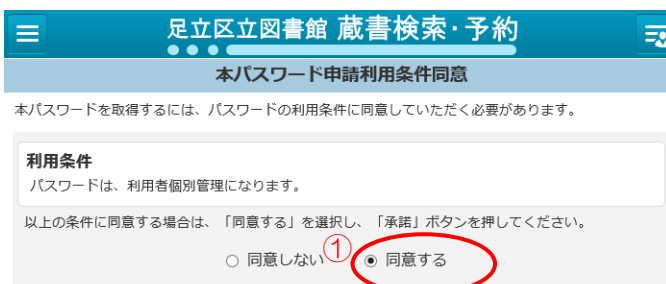 足立区立図書館 蔵書検索・予約
本パスワード申請利用条件同意
本パスワードを取得するには、パスワードの利用条件に同意していただく必要があります。
利用条件
パスワードは、利用者個別管理になります。
以上の条件に同意する場合は、「同意する」を選択し、「承諾」ボタンを押してください。
同意しない ① 同意する